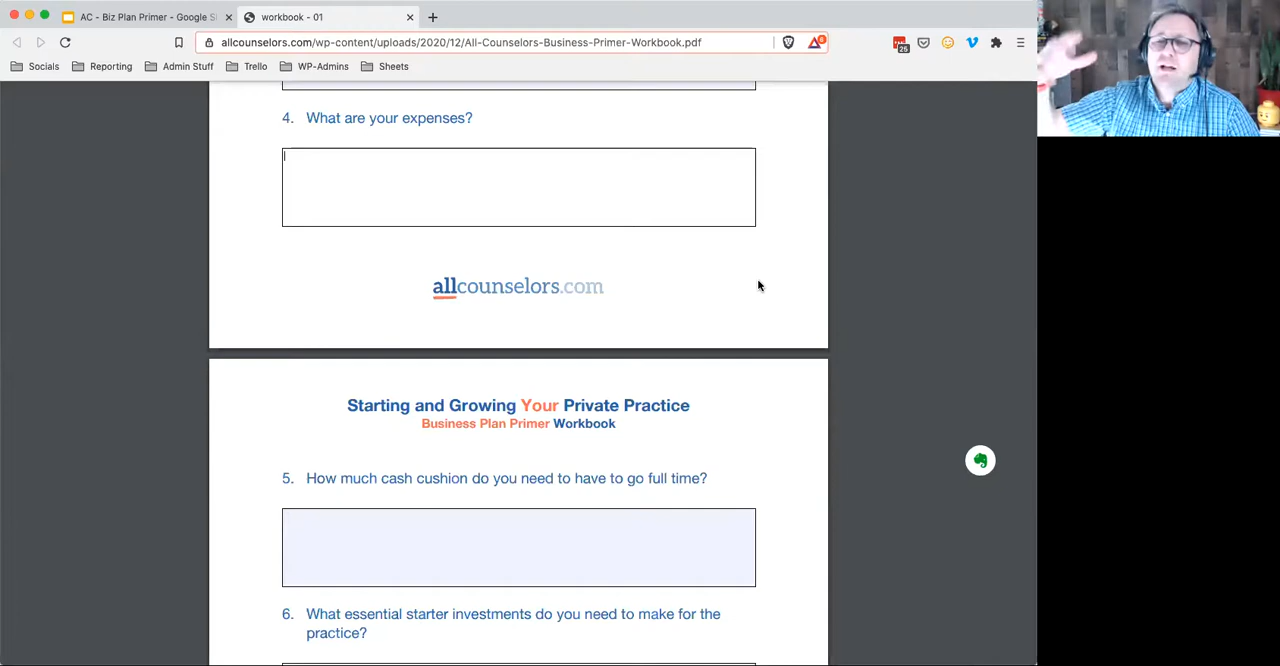 AC - Biz Plan Primer - Google Sl
workbook - 01
allcounselors.com/wp-content/uploads/2020/12/All-Counselors-Business-Primer-Workbook.pdf
6
25
Socials
Reporting
Admin Stuff
Trello
WP-Admins
Sheets
4. What are your expenses?
allcounselors.com
Starting and Growing Your Private Practice
Business Plan Primer Workbook
5. How much cash cushion do you need to have to go full time?
6. What essential starter investments do you need to make for the
practice?